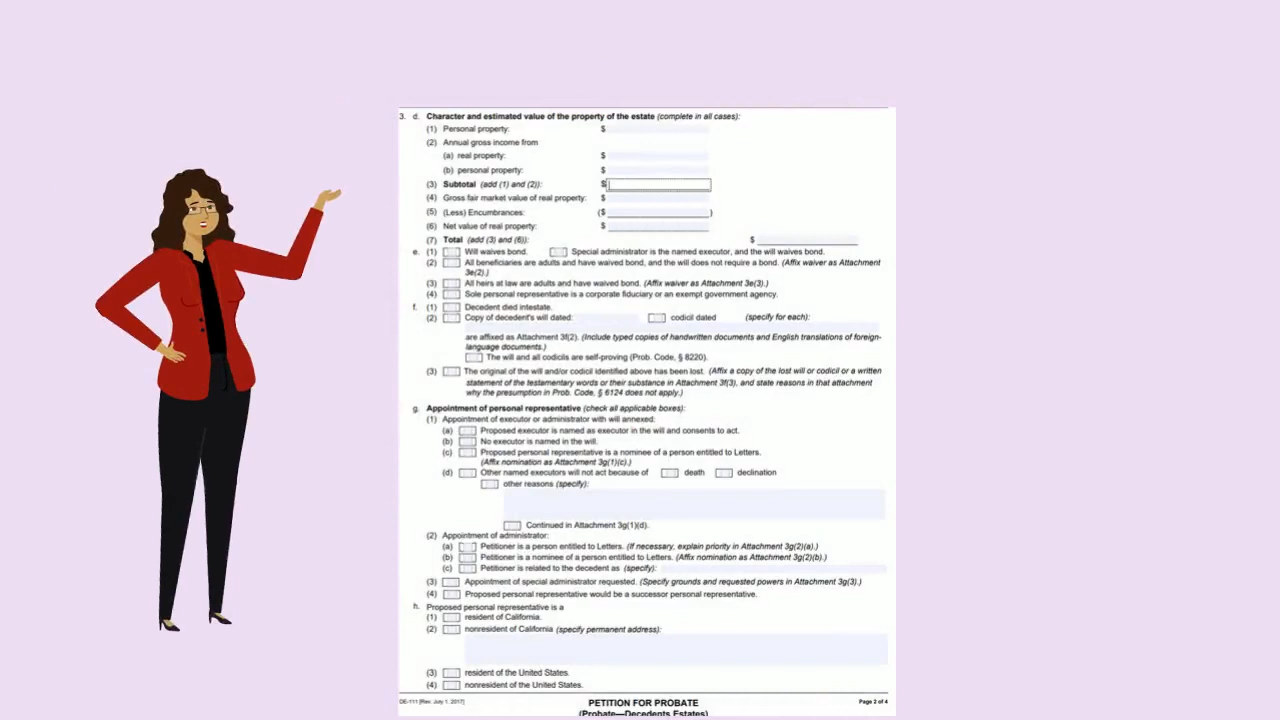 3. d. Character and estimated value of the property of the estate (complete in all cases):
(1) Personal property: $
(2) Annual gross income from
(a) real property: $
(b) personal property: $
(3) Subtotal (add (1) and (2)): $
(4) Gross fair market value of real property: $
(5) (Less) Encumbrances: ($ )
(6) Net value of real property: $
(7) Total (add (3) and (6)): $
e. (1) Will waives bond. Special administrator is the named executor, and the will waives bond.
(2) All beneficiaries are adults and have waived bond, and the will does not require a bond. (Affix waiver as Attachment
3e(2).)
(3) All heirs at law are adults and have waived bond. (Affix waiver as Attachment 3e(3).)
(4) Sole personal representative is a corporate fiduciary or an exempt government agency.
f. (1) Decedent died intestate.
(2) Copy of decedent's will dated: codicil dated (specify for each):
are affixed as Attachment 3f(2). (Include typed copies of handwritten documents and English translations of foreign-
language documents.)
The will and all codicils are self-proving (Prob. Code, § 8220).
(3) The original of the will and/or codicil identified above has been lost. (Affix a copy of the lost will or codicil or a written
statement of the testamentary words or their substance in Attachment 3f(3), and state reasons in that attachment
why the presumption in Prob. Code, § 6124 does not apply.)
g. Appointment of personal representative (check all applicable boxes):
(1) Appointment of executor or administrator with will annexed:
(a) Proposed executor is named as executor in the will and consents to act.
(b) No executor is named in the will.
(c) Proposed personal representative is a nominee of a person entitled to Letters.
(Affix nomination as Attachment 3g(1)(c).)
(d) Other named executors will not act because of death declination
other reasons (specify):
Continued in Attachment 3g(1)(d).
(2) Appointment of administrator:
(a) Petitioner is a person entitled to Letters. (If necessary, explain priority in Attachment 3g(2)(a).)
(b) Petitioner is a nominee of a person entitled to Letters. (Affix nomination as Attachment 3g(2)(b).)
(c) Petitioner is related to the decedent as (specify):
(3) Appointment of special administrator requested. (Specify grounds and requested powers in Attachment 3g(3).)
(4) Proposed personal representative would be a successor personal representative.
h. Proposed personal representative is a
(1) resident of California.
(2) nonresident of California (specify permanent address):
(3) resident of the United States.
(4) nonresident of the United States.
DE-111 [Rev. July 1, 2017] PETITION FOR PROBATE Page 2 of 4
(Probate—Decedents Estates)